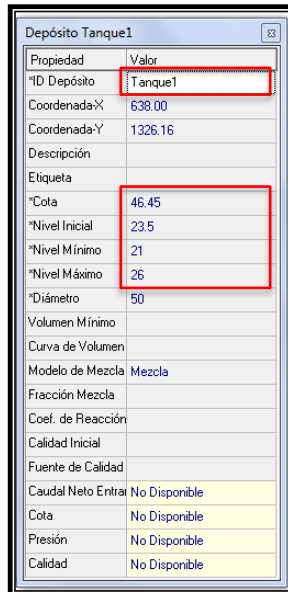 Depósito Tanque1
Propiedad Valor
*ID Depósito Tanque1
Coordenada-X 638.00
Coordenada-Y 1326.16
Descripción
Etiqueta
*Cota 46.45
*Nivel Inicial 23.5
*Nivel Mínimo 21
*Nivel Máximo 26
*Diámetro 50
Volumen Mínimo
Curva de Volumen
Modelo de Mezcla Mezcla
Fracción Mezcla
Coef. de Reacción
Calidad Inicial
Fuente de Calidad
Caudal Neto Entra No Disponible
Cota No Disponible
Presión No Disponible
Calidad No Disponible